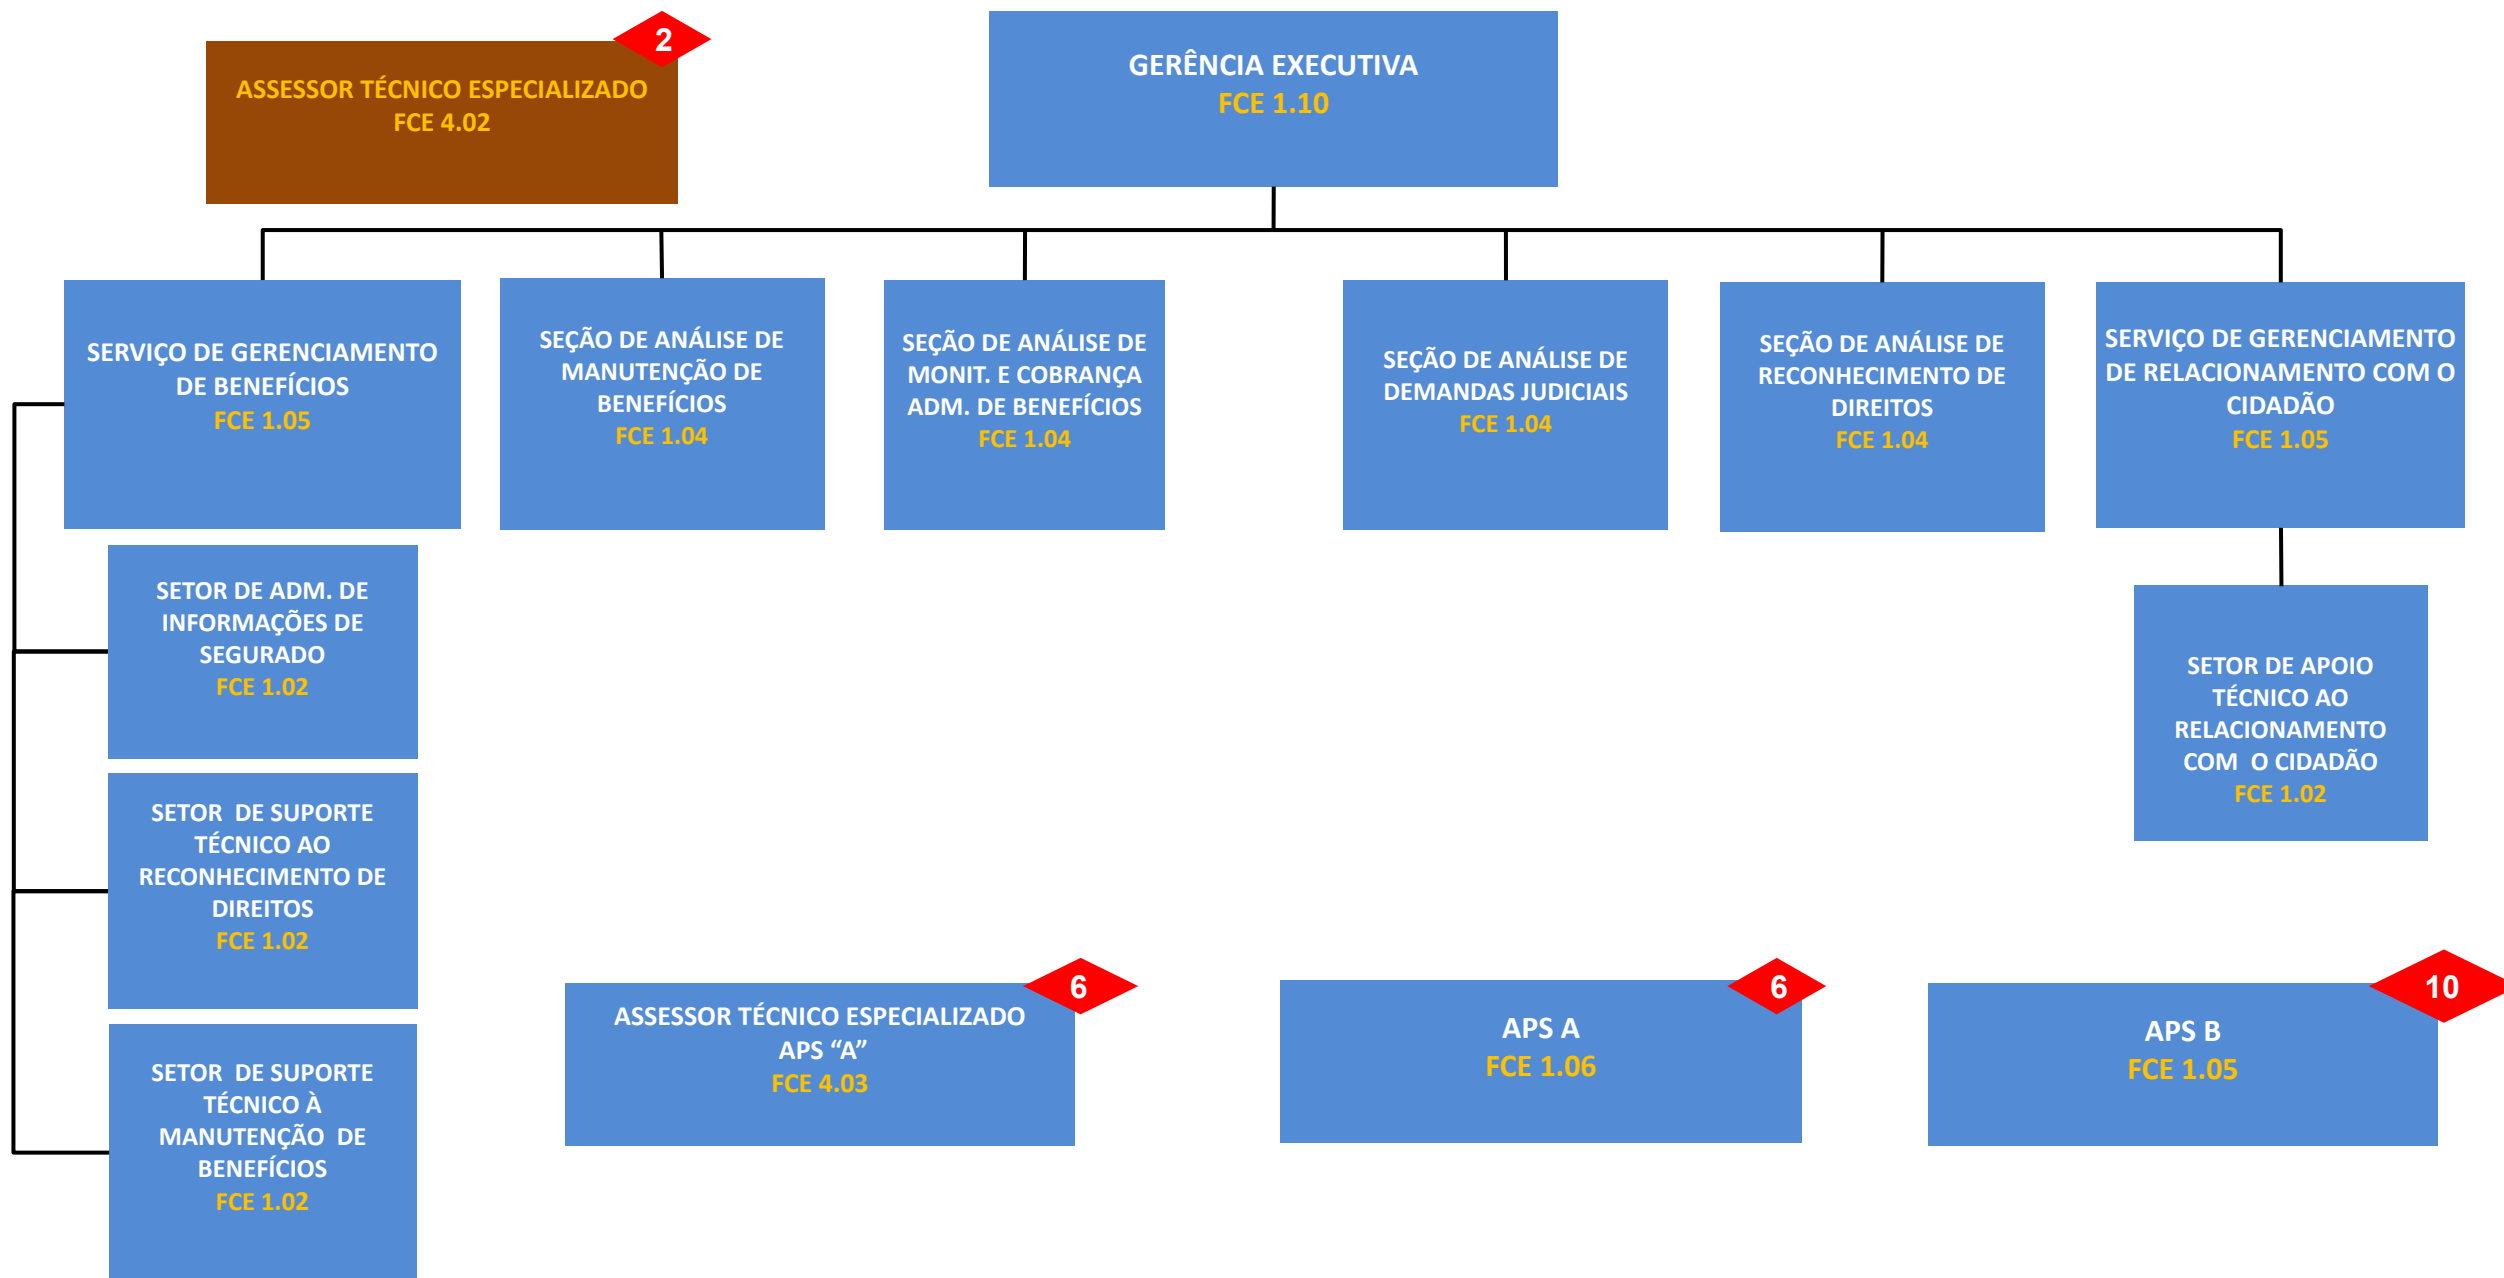 2
ASSESSOR TÉCNICO ESPECIALIZADO
FCE 4.02
GERÊNCIA EXECUTIVA
FCE 1.10
SERVIÇO DE GERENCIAMENTO
DE BENEFÍCIOS
FCE 1.05
SEÇÃO DE ANÁLISE DE
MANUTENÇÃO DE
BENEFÍCIOS
FCE 1.04
SEÇÃO DE ANÁLISE DE
MONIT. E COBRANÇA
ADM. DE BENEFÍCIOS
FCE 1.04
SEÇÃO DE ANÁLISE DE
DEMANDAS JUDICIAIS
FCE 1.04
SEÇÃO DE ANÁLISE DE
RECONHECIMENTO DE
DIREITOS
FCE 1.04
SERVIÇO DE GERENCIAMENTO
DE RELACIONAMENTO COM O
CIDADÃO
FCE 1.05
SETOR DE ADM. DE
INFORMAÇÕES DE
SEGURADO
FCE 1.02
SETOR DE APOIO
TÉCNICO AO
RELACIONAMENTO
COM O CIDADÃO
FCE 1.02
SETOR DE SUPORTE
TÉCNICO AO
RECONHECIMENTO DE
DIREITOS
FCE 1.02
SETOR DE SUPORTE
TÉCNICO À
MANUTENÇÃO DE
BENEFÍCIOS
FCE 1.02
6
ASSESSOR TÉCNICO ESPECIALIZADO
APS “A”
FCE 4.03
6
APS A
FCE 1.06
10
APS B
FCE 1.05